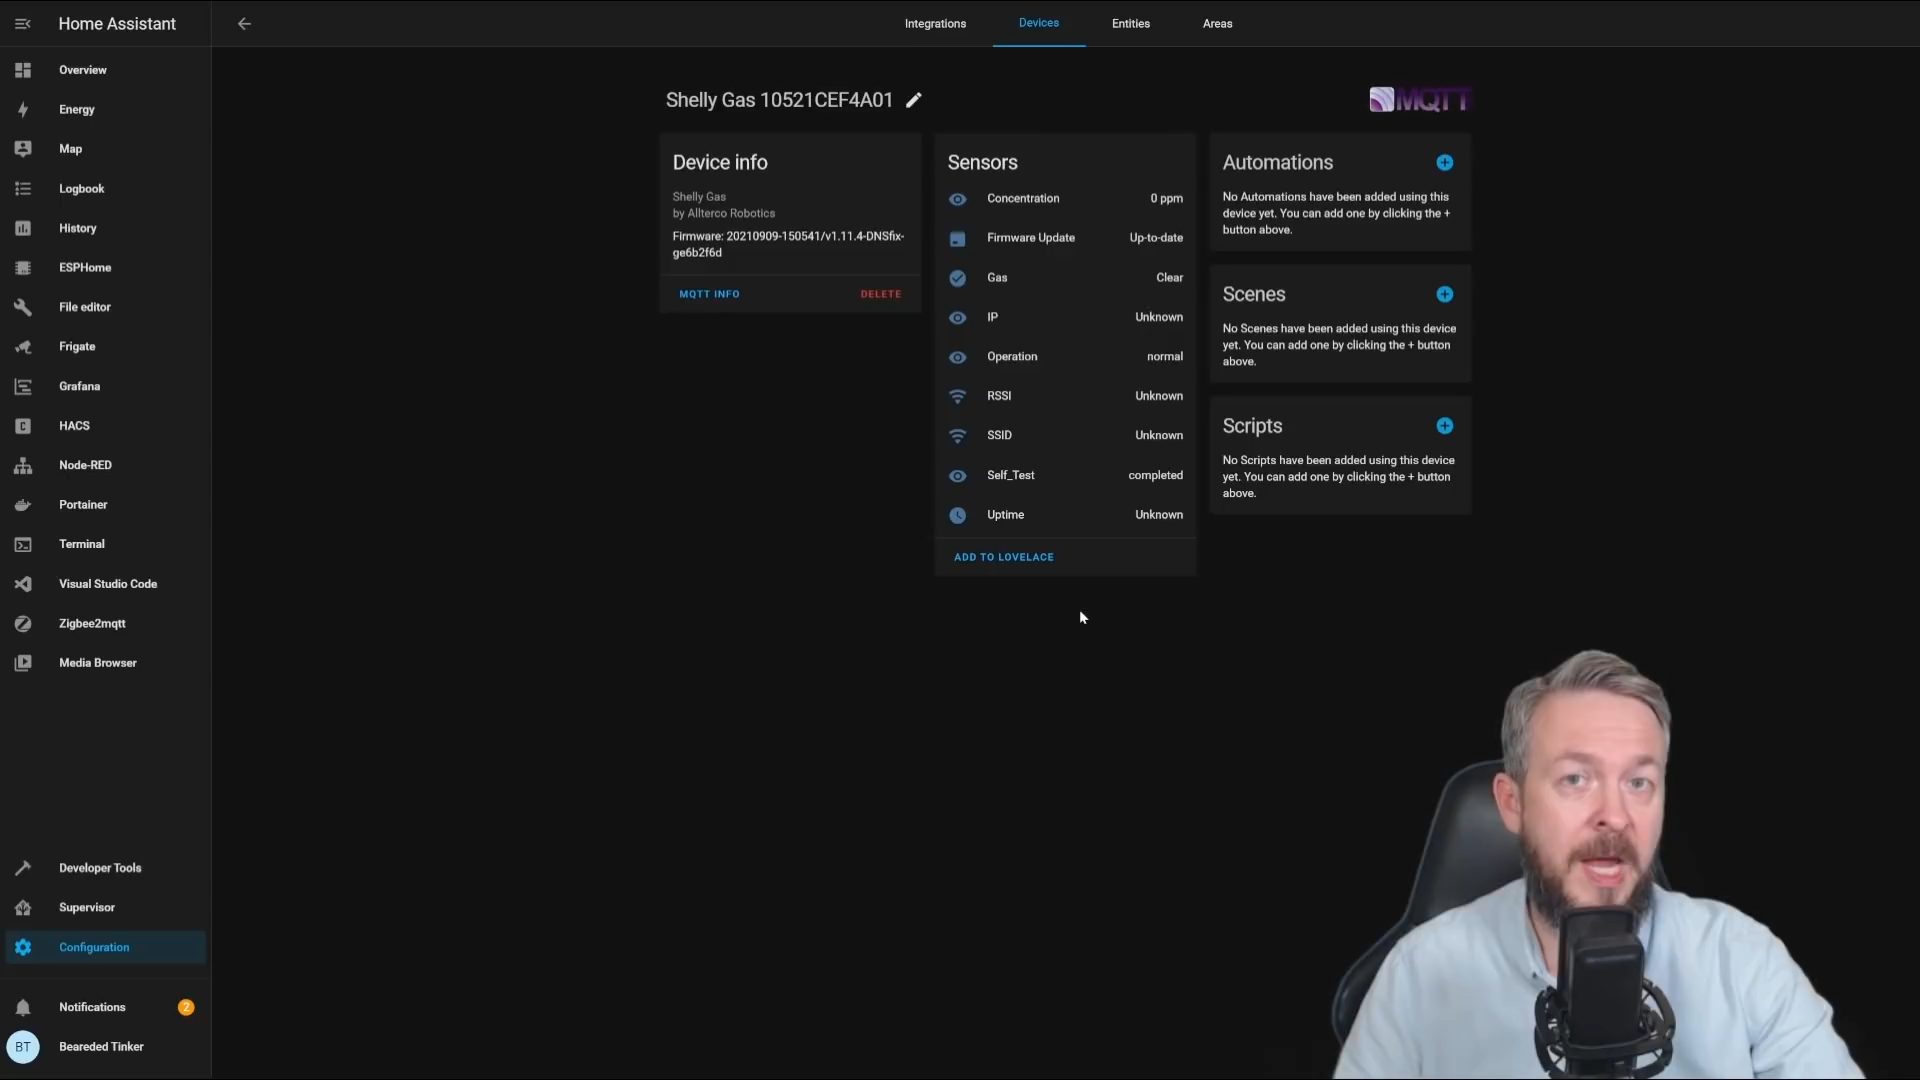 Home Assistant
Integrations
Devices
Entities
Areas
Overview
Energy
Map
Logbook
History
ESPHome
File editor
Frigate
Grafana
HACS
Node-RED
Portainer
Terminal
Visual Studio Code
Zigbee2mqtt
Media Browser
Developer Tools
Supervisor
Configuration
Notifications
2
BT
Beareded Tinker
Shelly Gas 10521CEF4A01
MQTT
Device info
Shelly Gas
by Allterco Robotics
Firmware: 20210909-150541/v1.11.4-DNSfix-
ge6b2f6d
MQTT INFO
DELETE
Sensors
Concentration 0 ppm
Firmware Update Up-to-date
Gas Clear
IP Unknown
Operation normal
RSSI Unknown
SSID Unknown
Self_Test completed
Uptime Unknown
ADD TO LOVELACE
Automations
No Automations have been added using this
device yet. You can add one by clicking the +
button above.
Scenes
No Scenes have been added using this device
yet. You can add one by clicking the + button
above.
Scripts
No Scripts have been added using this device
yet. You can add one by clicking the + button
above.